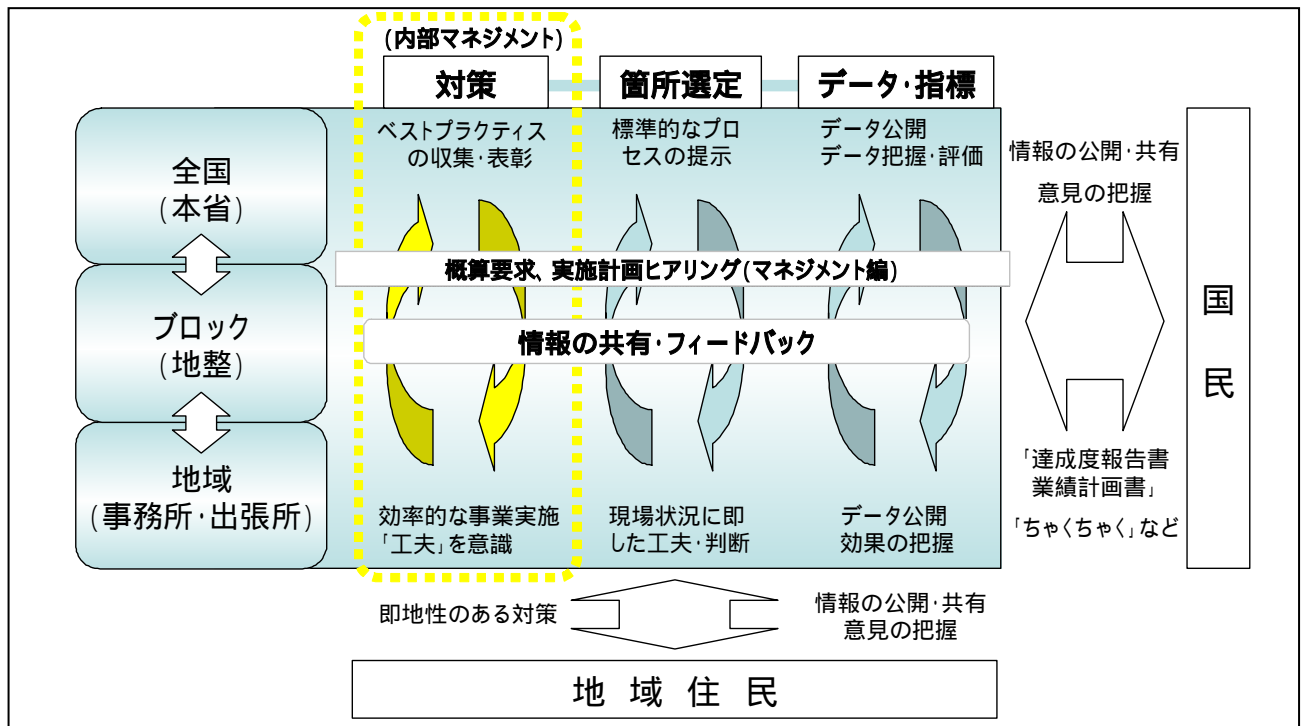 (内部マネジメント)
対策
箇所選定
データ・指標
ベストプラクティス
の収集・表彰
標準的なプロ
セスの提示
データ公開
データ把握・評価
全国
(本省)
ブロック
(地整)
地域
(事務所・出張所)
概算要求、実施計画ヒアリング(マネジメント編)
情報の共有・フィードバック
効率的な事業実施
「工夫」を意識
現場状況に即
した工夫・判断
データ公開
効果の把握
情報の公開・共有
意見の把握
「達成度報告書
業績計画書」
「ちゃくちゃく」など
国
民
即地性のある対策
情報の公開・共有
意見の把握
地 域 住 民